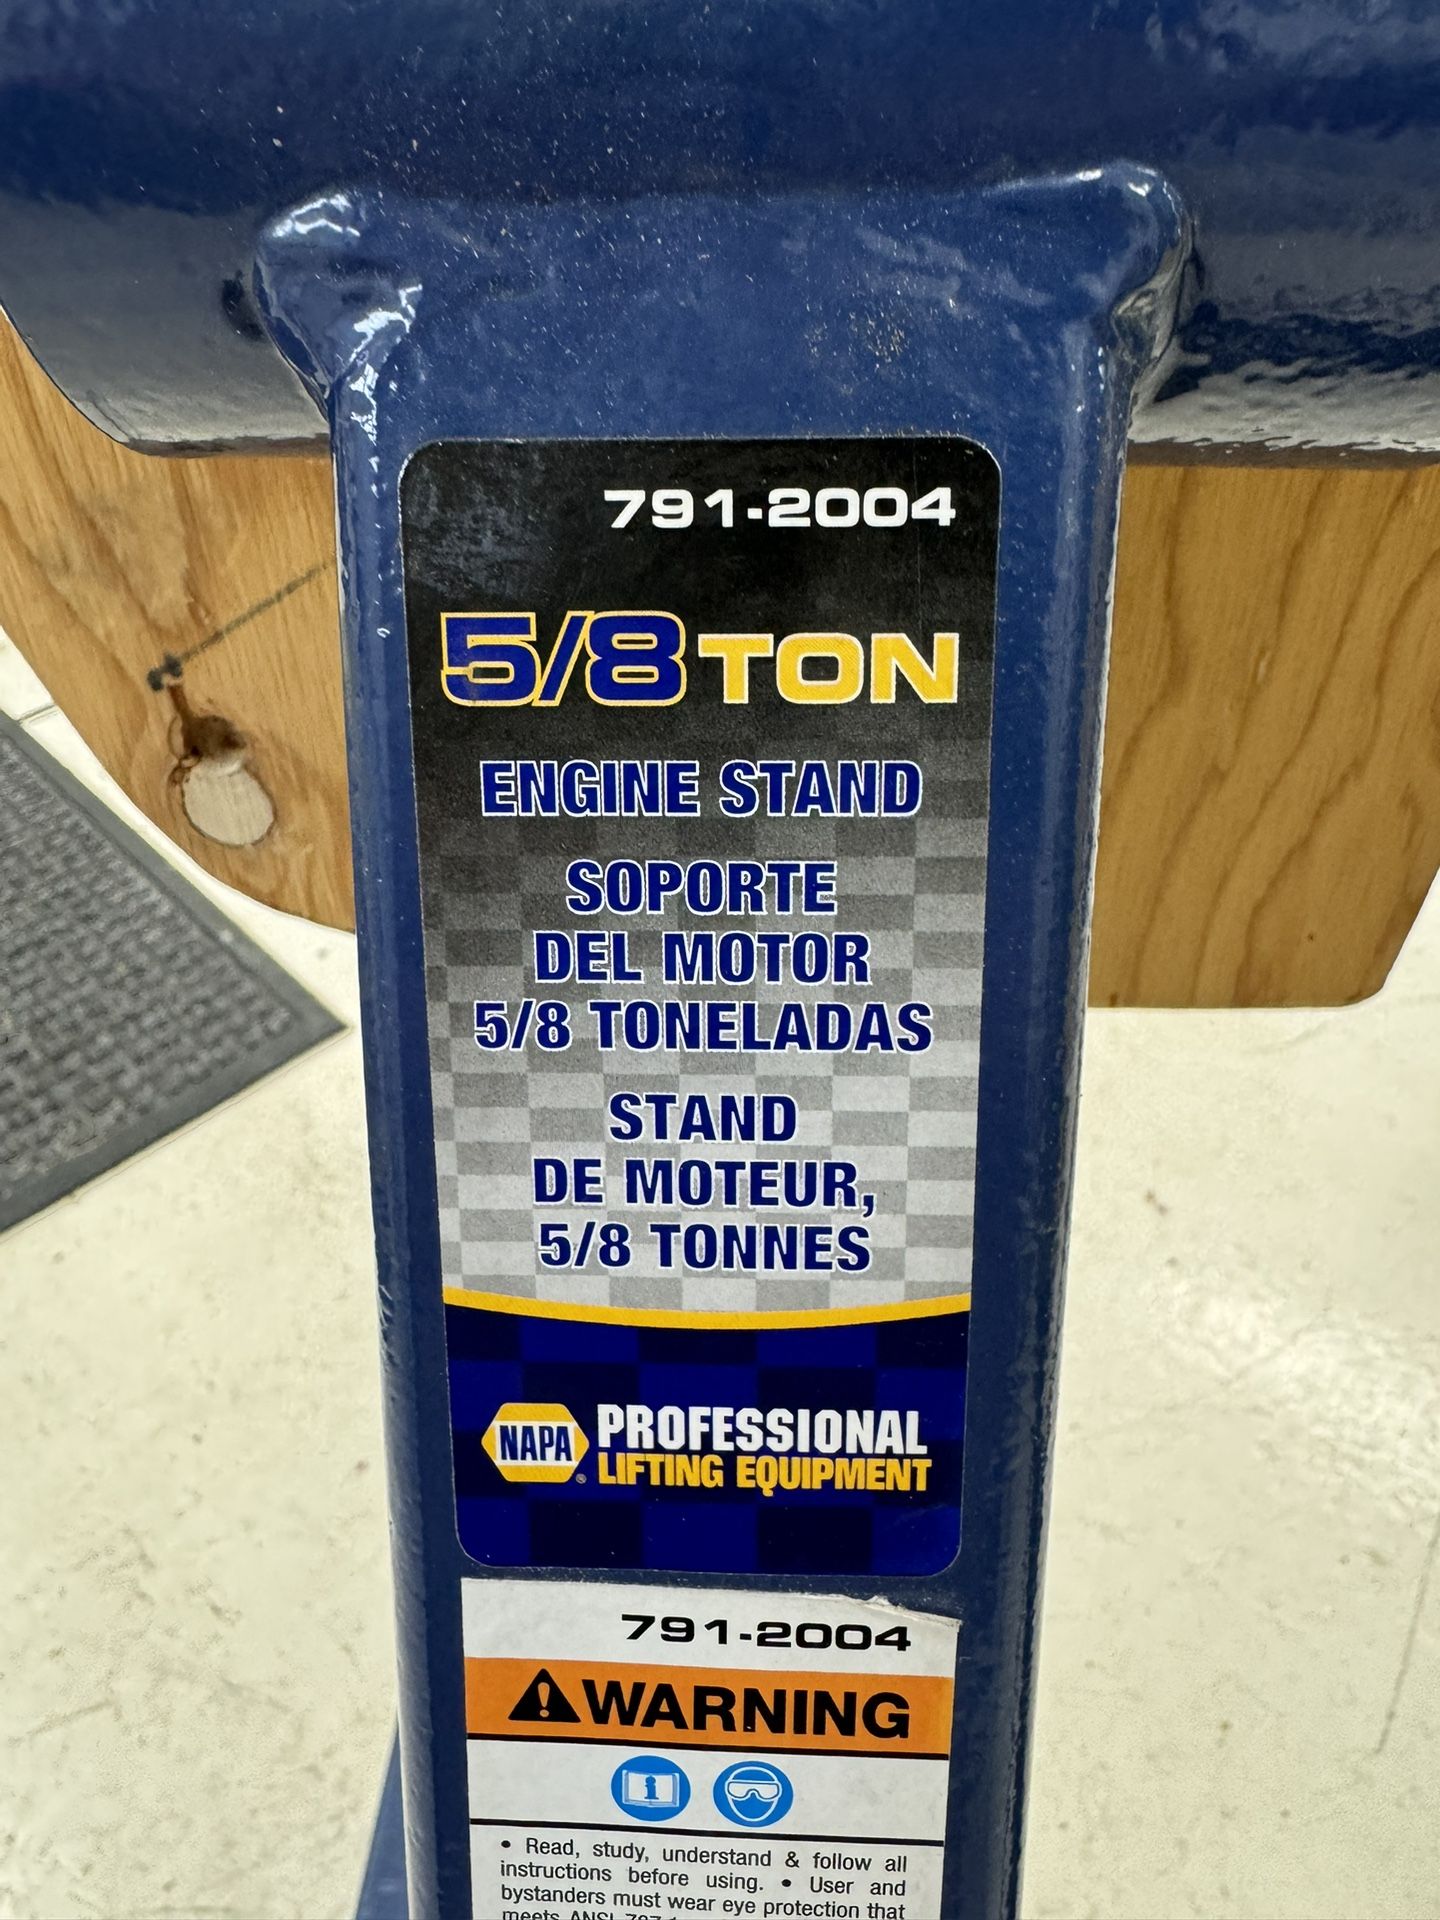 791-2004
5/8 TON
ENGINE STAND
SOPORTE
DEL MOTOR
5/8 TONELADAS
STAND
DE MOTEUR,
5/8 TONNES
NAPA® PROFESSIONAL
LIFTING EQUIPMENT
791-2004
WARNING
• Read, study, understand & follow all
instructions before using. • User and
bystanders must wear eye protection that
meets ANSI